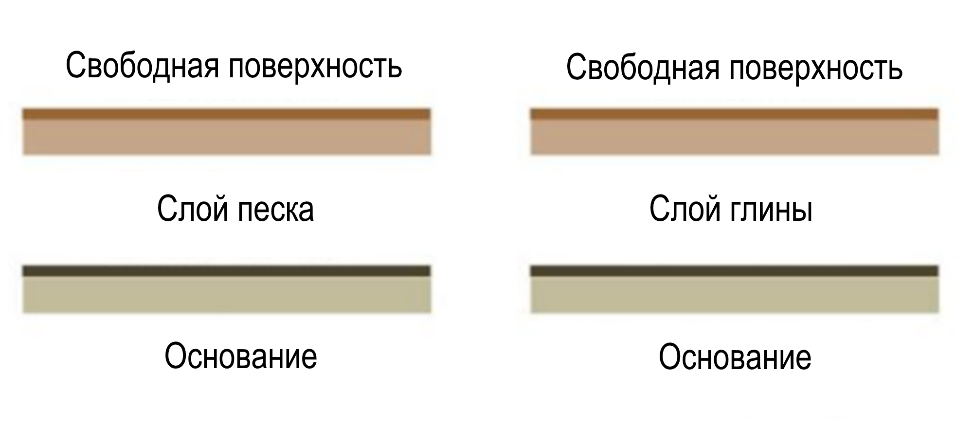 Свободная поверхность
Свободная поверхность
Слой песка
Слой глины
Основание
Основание